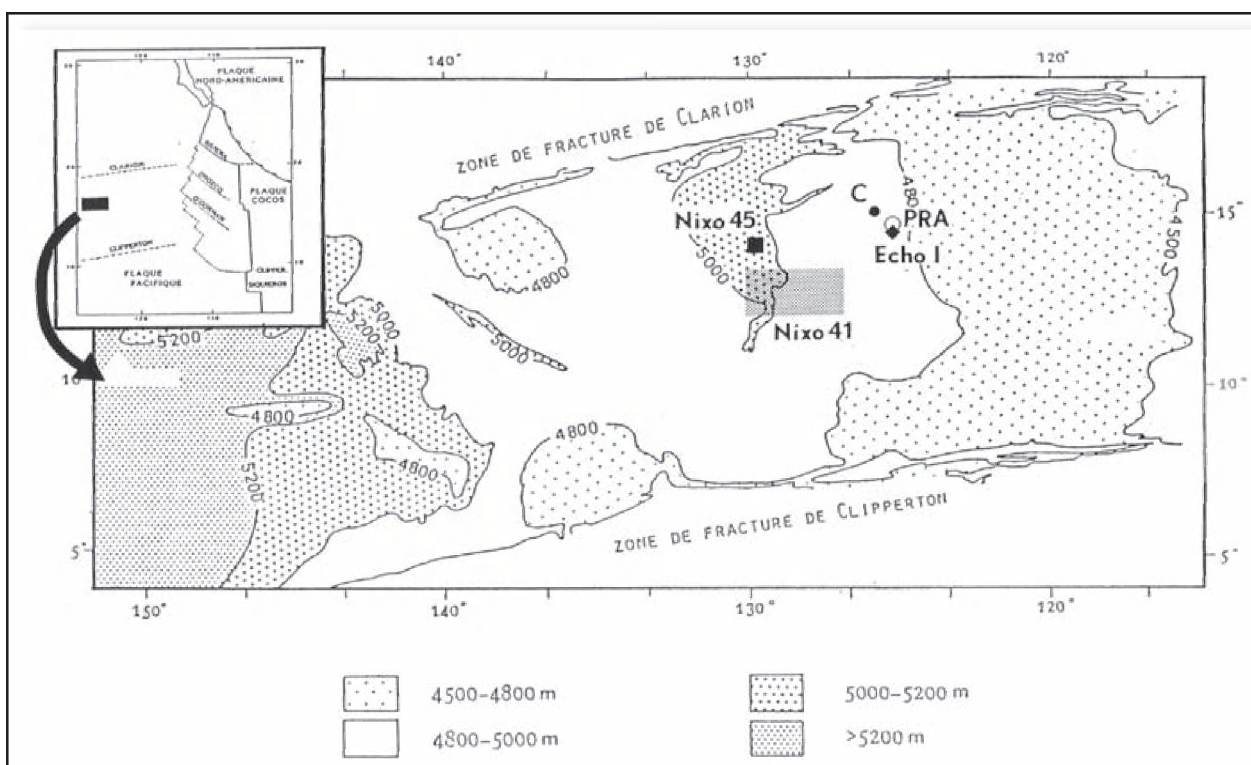 PLAQUE
NORD-AMERICAINE
CLARION
PLAQUE
COCOS
CLIPPERTON
PLAQUE
PACIFIQUE
140°
130°
120°
ZONE DE FRACTURE DE CLARION
480
4500
15°
C
PRA
Echo I
Nixo 45
5000
4800
Nixo 41
5000
5000
5200
5200
10
10°
4800
4800
4800
5200
ZONE DE FRACTURE DE CLIPPERTON
5°
5°
150°
140°
130°
120°
4500-4800 m
5000-5200 m
4800-5000 m
>5200 m